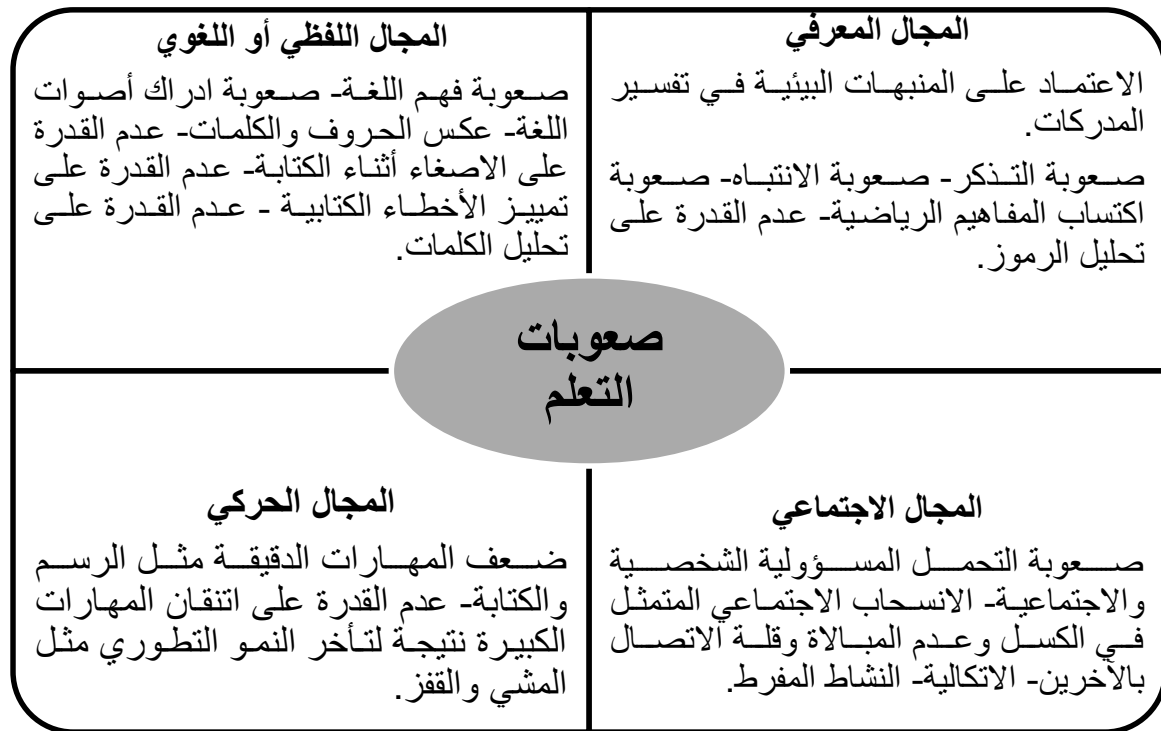 المجال المعرفي
الاعتماد على المنبهات البيئية في تفسير
المدركات.
صعوبة التذكر- صعوبة الانتباه- صعوبة
اكتساب المفاهيم الرياضية- عدم القدرة على
تحليل الرموز.
المجال اللفظي أو اللغوي
صعوبة فهم اللغة- صعوبة ادراك أصوات
اللغة- عكس الحروف والكلمات- عدم القدرة
على الاصغاء أثناء الكتابة- عدم القدرة على
تمييز الأخطاء الكتابية - عدم القدرة على
تحليل الكلمات.
صعوبات
التعلم
المجال الاجتماعي
صعوبة التحمل المسؤولية الشخصية
والاجتماعية- الانسحاب الاجتماعي المتمثل
في الكسل وعدم المبالاة وقلة الاتصال
بالآخرين- الاتكالية- النشاط المفرط.
المجال الحركي
ضعف المهارات الدقيقة مثل الرسم
والكتابة- عدم القدرة على اتنقان المهارات
الكبيرة نتيجة لتأخر النمو التطوري مثل
المشي والقفز.